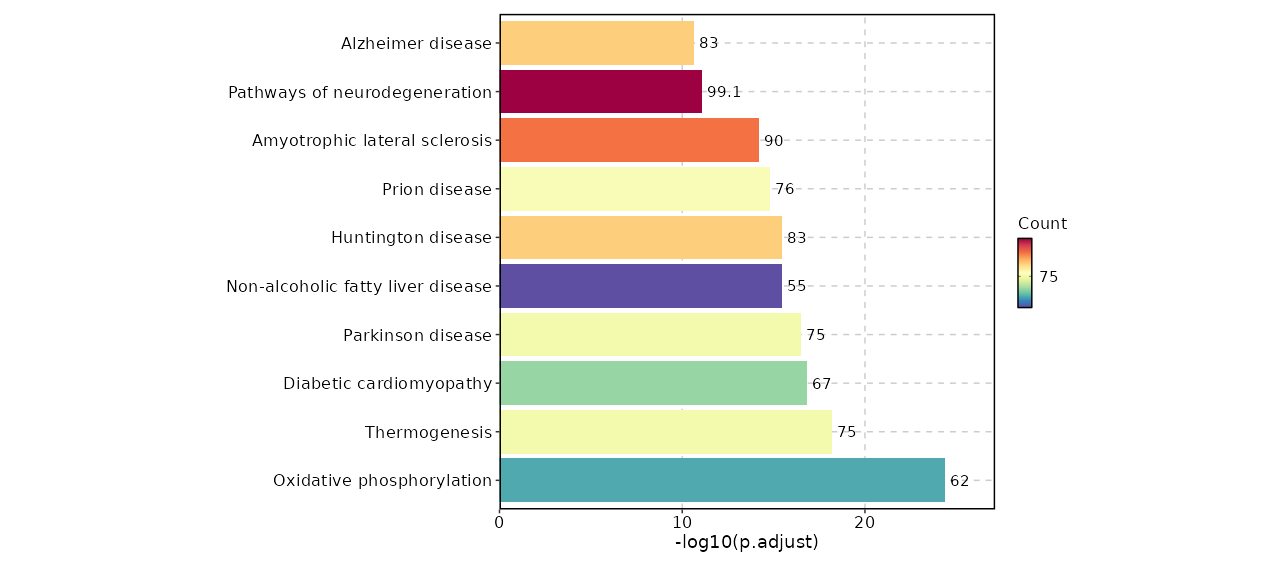 Alzheimer disease 83
Pathways of neurodegeneration 99.1
Amyotrophic lateral sclerosis 90
Prion disease 76
Huntington disease 83
Non-alcoholic fatty liver disease 55
Parkinson disease 75
Diabetic cardiomyopathy 67
Thermogenesis 75
Oxidative phosphorylation 62
0 10 20
-log10(p.adjust)
Count
75